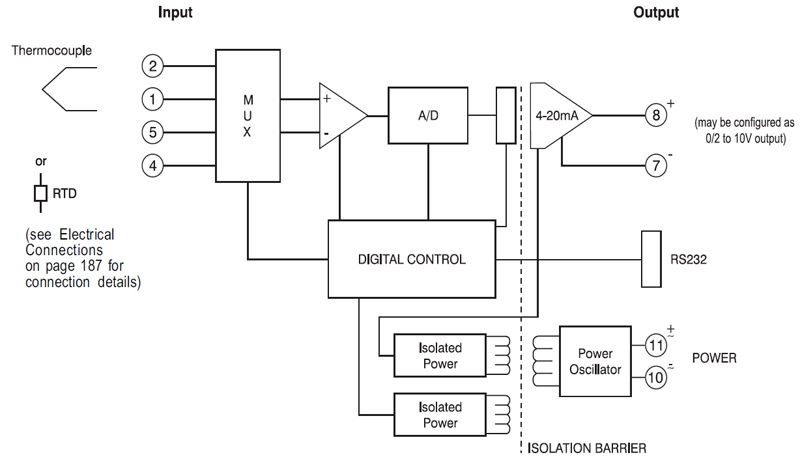 Input
Output
Thermocouple
2
1
5
4
M
U
X
+
-
A/D
4-20mA
8
+
7
-
(may be configured as
0/2 to 10V output)
or
RTD
(see Electrical
Connections
on page 187 for
connection details)
DIGITAL CONTROL
RS232
Isolated
Power
Power
Oscillator
11
+
~
10
-
~
POWER
Isolated
Power
ISOLATION BARRIER